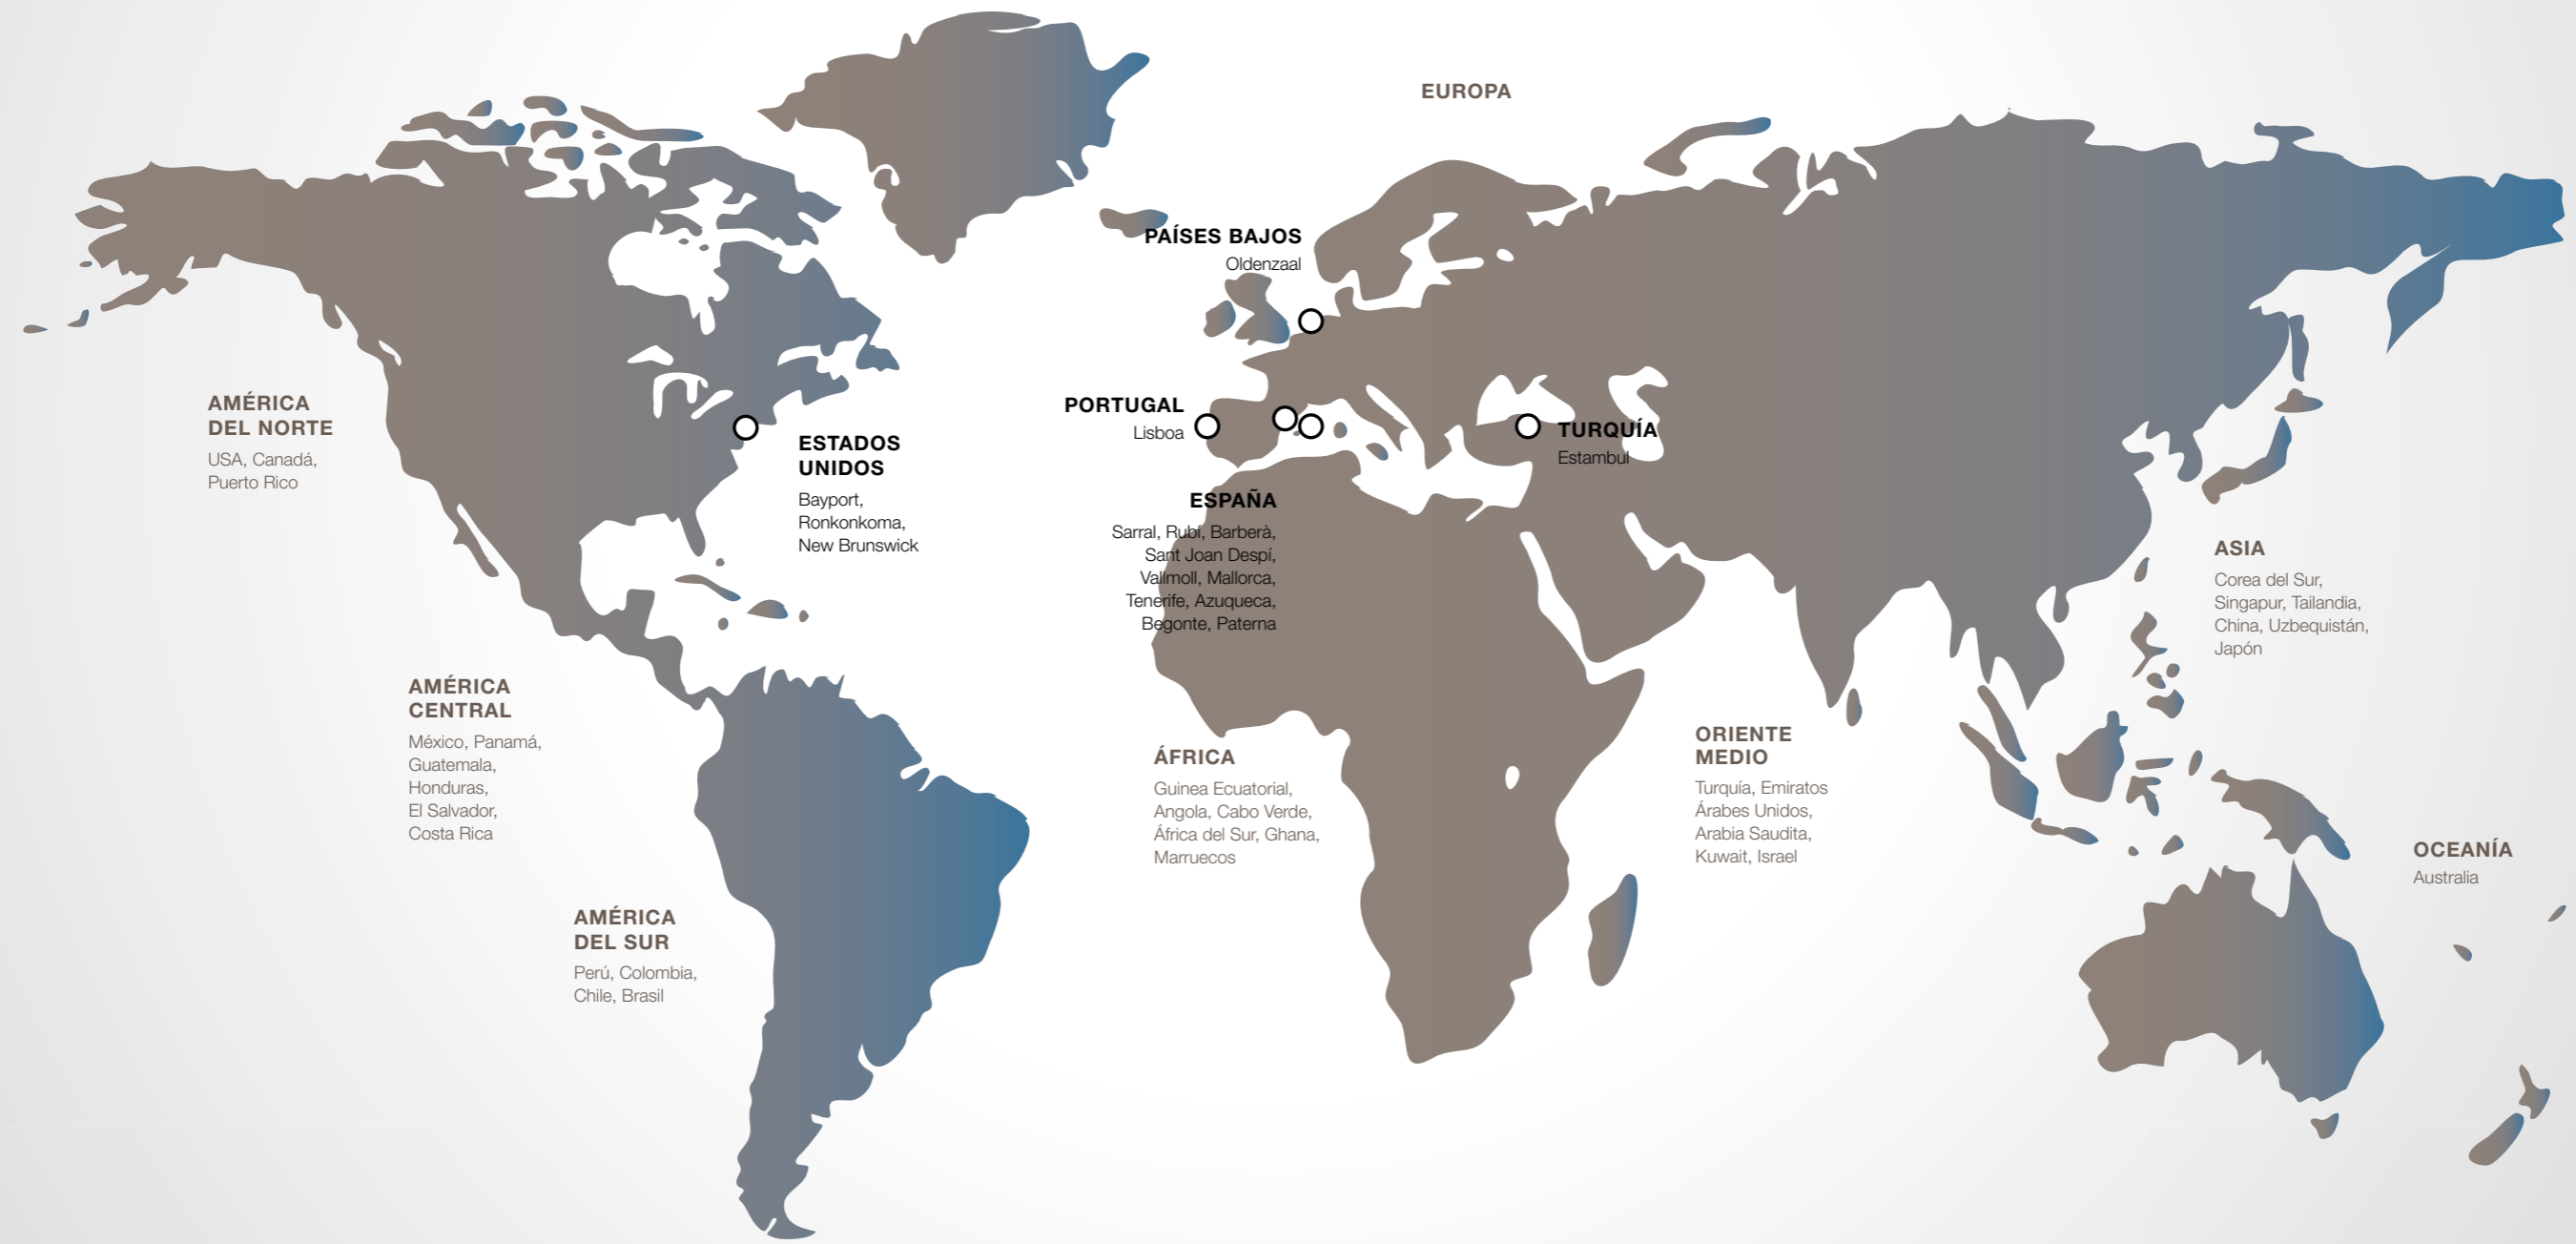 EUROPA
PAÍSES BAJOS
Oldenzaal
AMÉRICA
DEL NORTE
USA, Canadá,
Puerto Rico
ESTADOS
UNIDOS
Bayport,
Ronkonkoma,
New Brunswick
PORTUGAL
Lisboa
TURQUÍA
Estambul
ESPAÑA
Sarral, Rubí, Barberà,
Sant Joan Despí,
Vallmoll, Mallorca,
Tenerife, Azuqueca,
Begonte, Paterna
ASIA
Corea del Sur,
Singapur, Tailandia,
China, Uzbequistán,
Japón
AMÉRICA
CENTRAL
México, Panamá,
Guatemala,
Honduras,
El Salvador,
Costa Rica
ÁFRICA
Guinea Ecuatorial,
Angola, Cabo Verde,
África del Sur, Ghana,
Marruecos
ORIENTE
MEDIO
Turquía, Emiratos
Árabes Unidos,
Arabia Saudita,
Kuwait, Israel
OCEANÍA
Australia
AMÉRICA
DEL SUR
Perú, Colombia,
Chile, Brasil